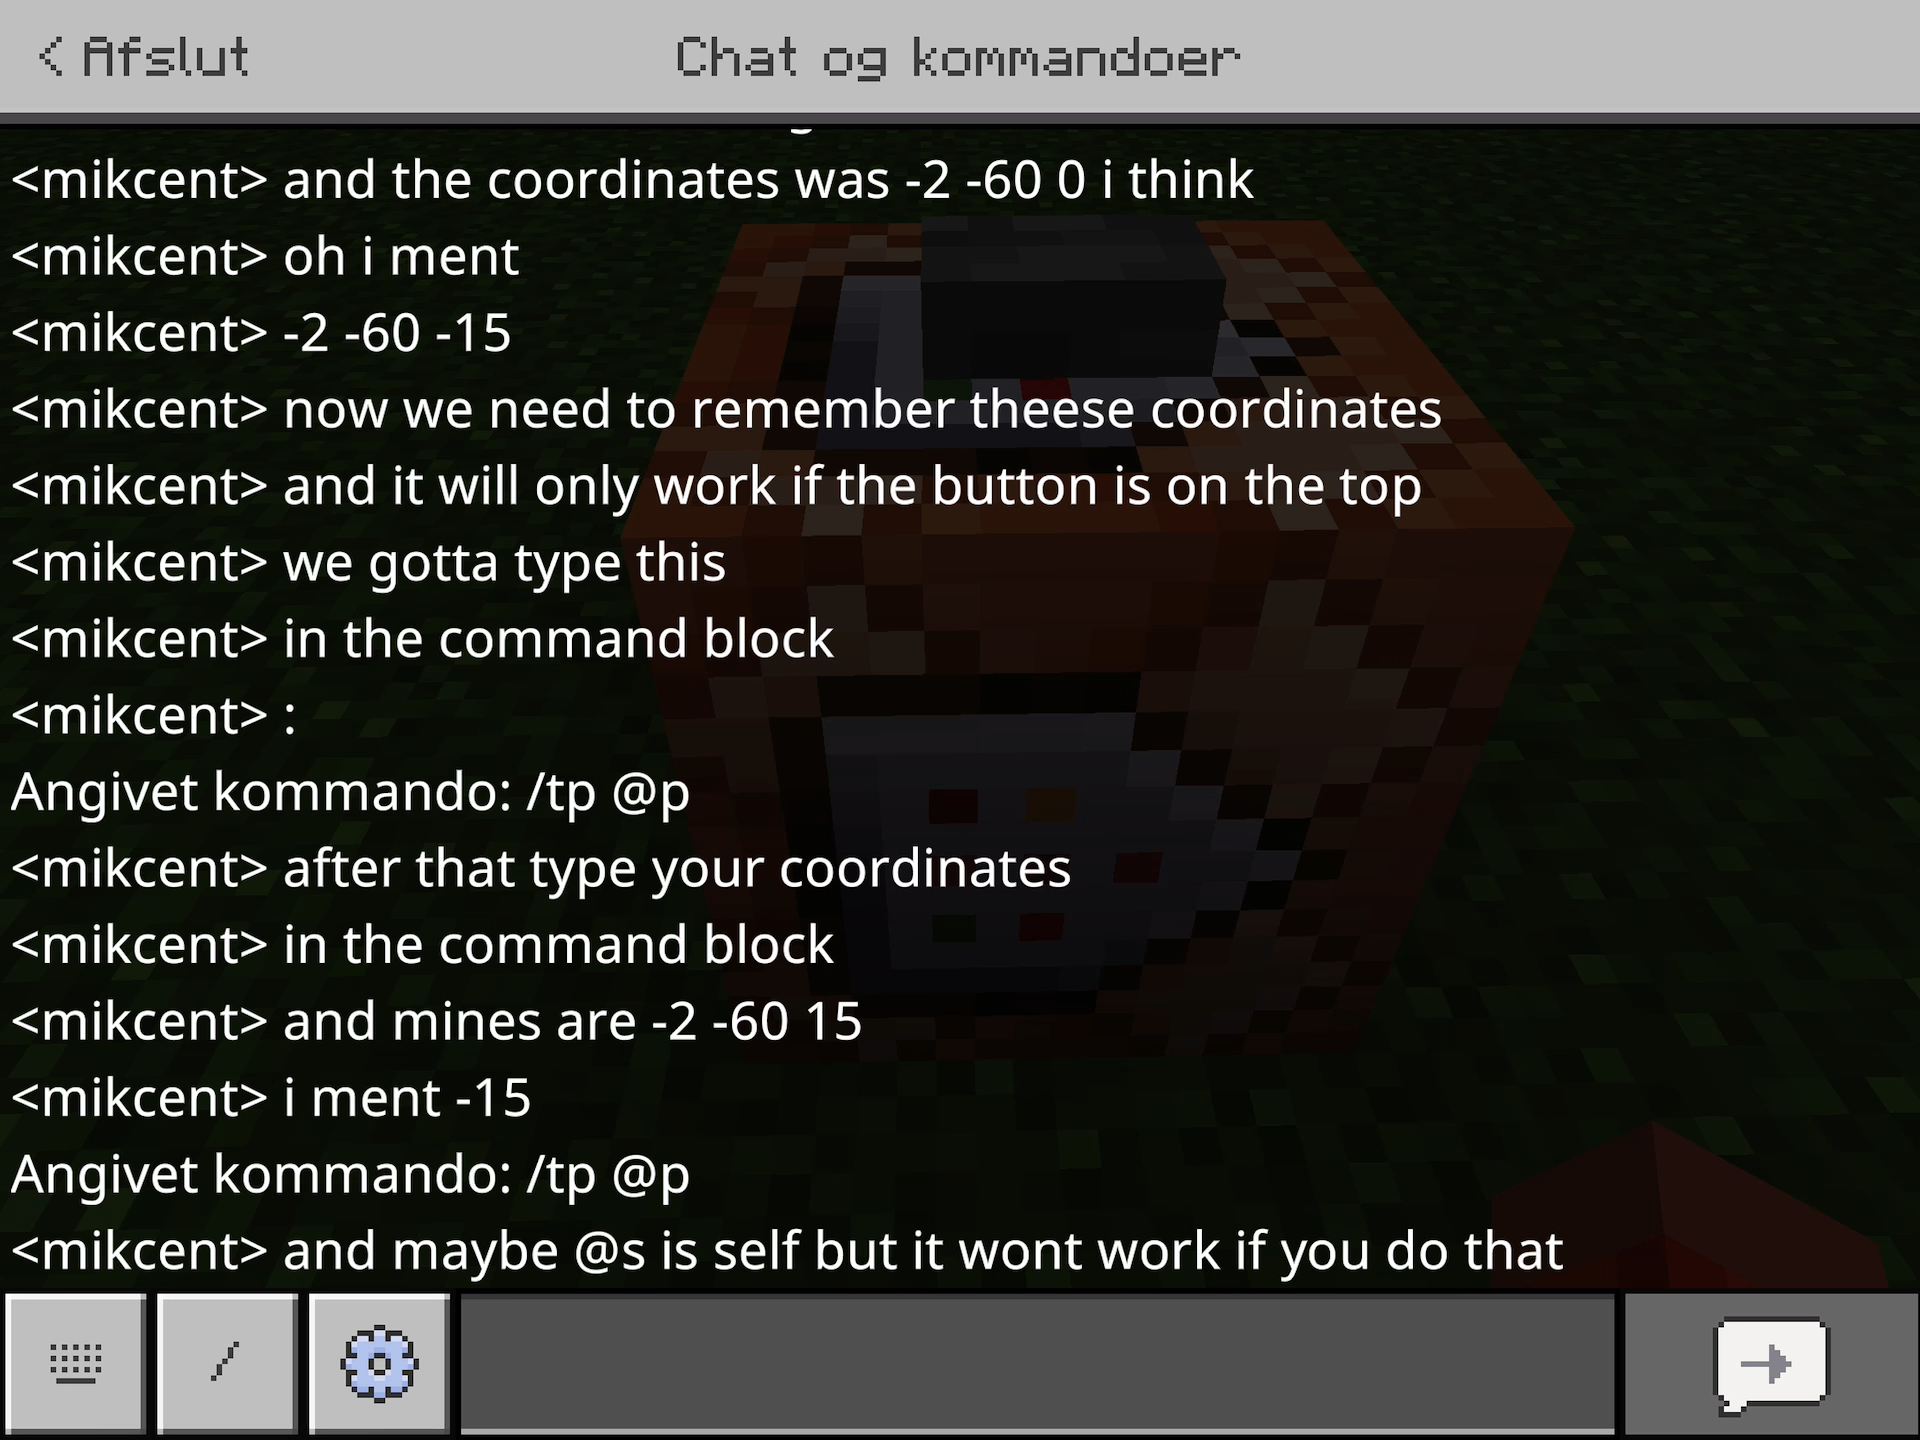 < Afslut
Chat og kommandoer
<mikcent> and the coordinates was -2 -60 0 i think
<mikcent> oh i ment
<mikcent> -2 -60 -15
<mikcent> now we need to remember theese coordinates
<mikcent> and it will only work if the button is on the top
<mikcent> we gotta type this
<mikcent> in the command block
<mikcent> :
Angivet kommando: /tp @p
<mikcent> after that type your coordinates
<mikcent> in the command block
<mikcent> and mines are -2 -60 15
<mikcent> i ment -15
Angivet kommando: /tp @p
<mikcent> and maybe @s is self but it wont work if you do that
/